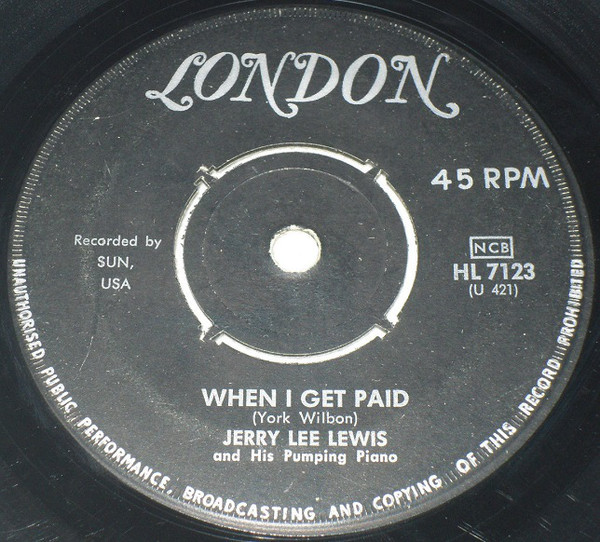 LONDON
45 RPM
Recorded by
SUN,
USA
NCB
HL 7123
(U 421)
WHEN I GET PAID
(York Wilbon)
JERRY LEE LEWIS
and His Pumping Piano
UNAUTHORISED PUBLIC PERFORMANCE, BROADCASTING AND COPYING OF THIS RECORD PROHIBITED